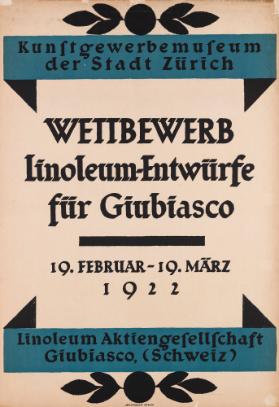 Kunſtgewerbemuſeum
der Stadt Zürich
WETTBEWERB
Linoleum-Entwürfe
für Giubiasco
19. FEBRUAR - 19. MÄRZ
1922
Linoleum Aktiengeſellſchaft
Giubiasco, (Schweiz)